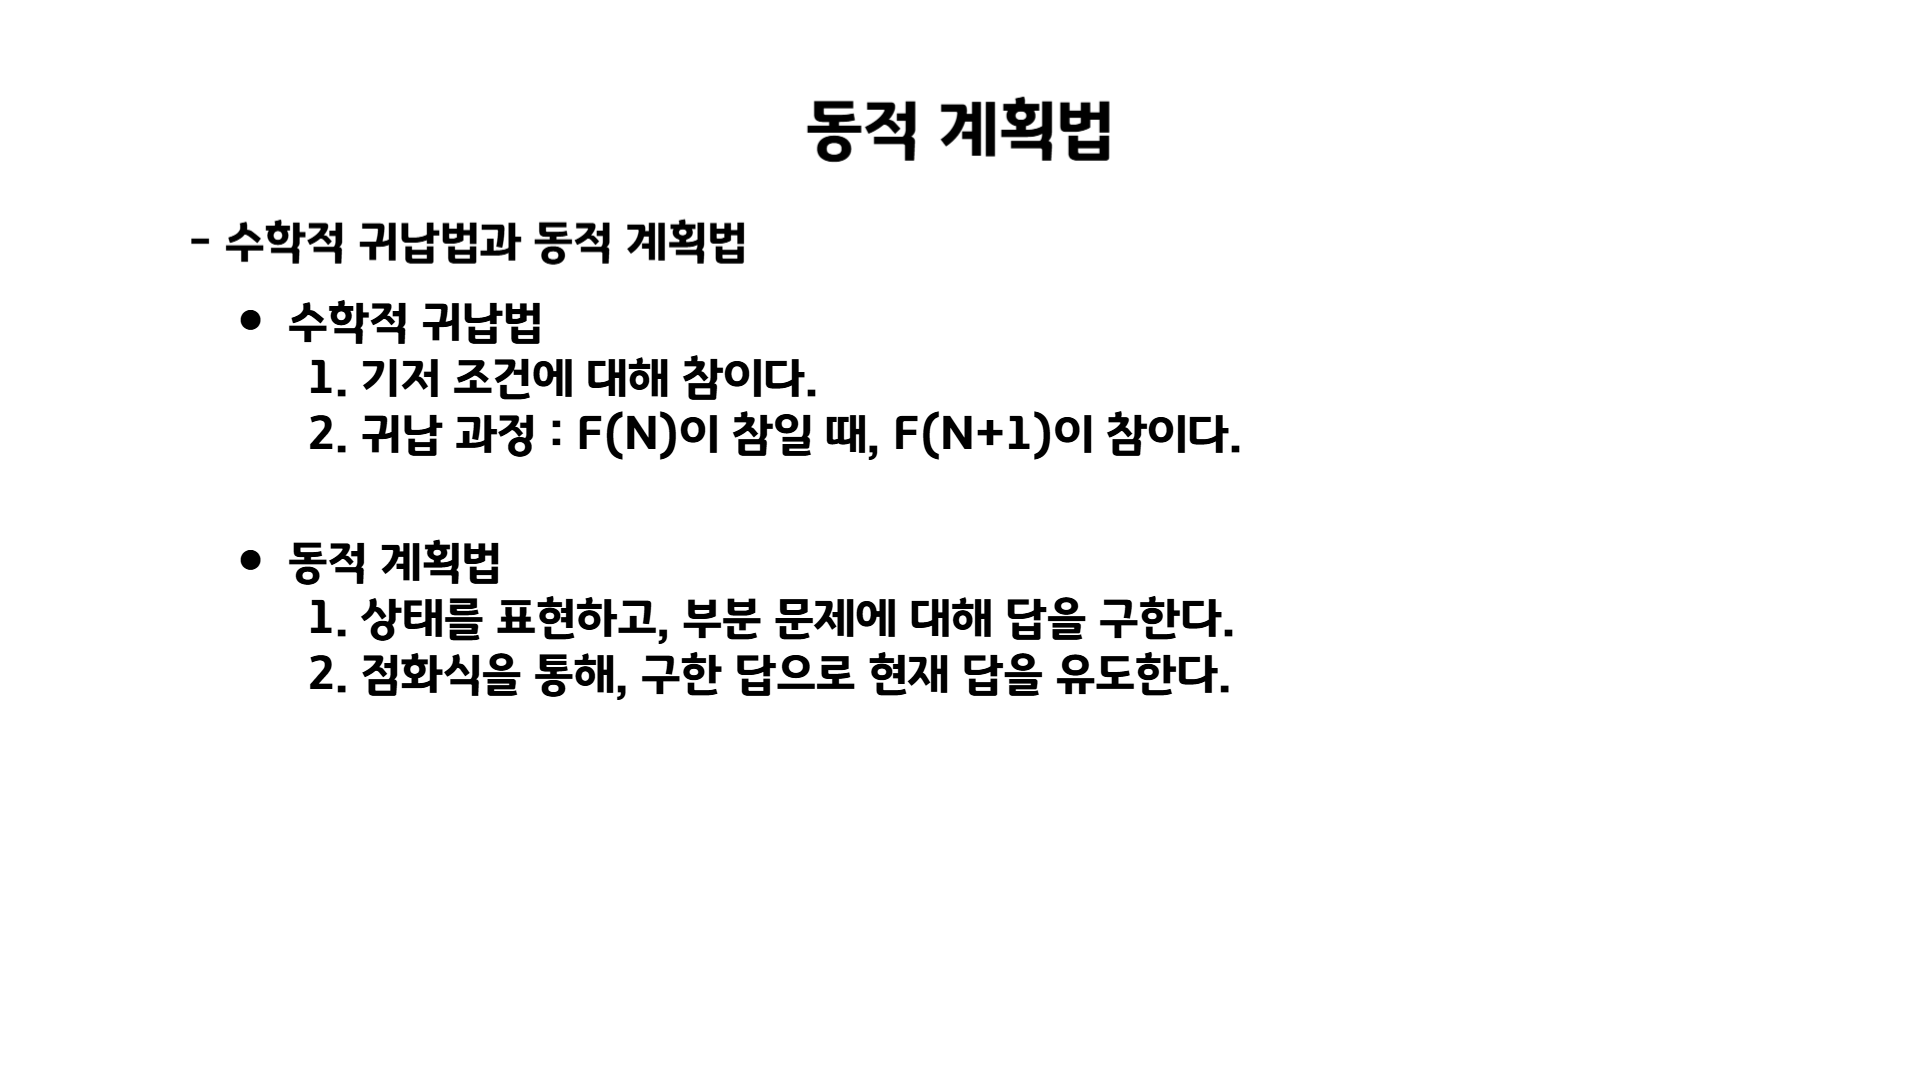 동적 계획법
- 수학적 귀납법과 동적 계획법
● 수학적 귀납법
1. 기저 조건에 대해 참이다.
2. 귀납 과정 : F(N)이 참일 때, F(N+1)이 참이다.
● 동적 계획법
1. 상태를 표현하고, 부분 문제에 대해 답을 구한다.
2. 점화식을 통해, 구한 답으로 현재 답을 유도한다.